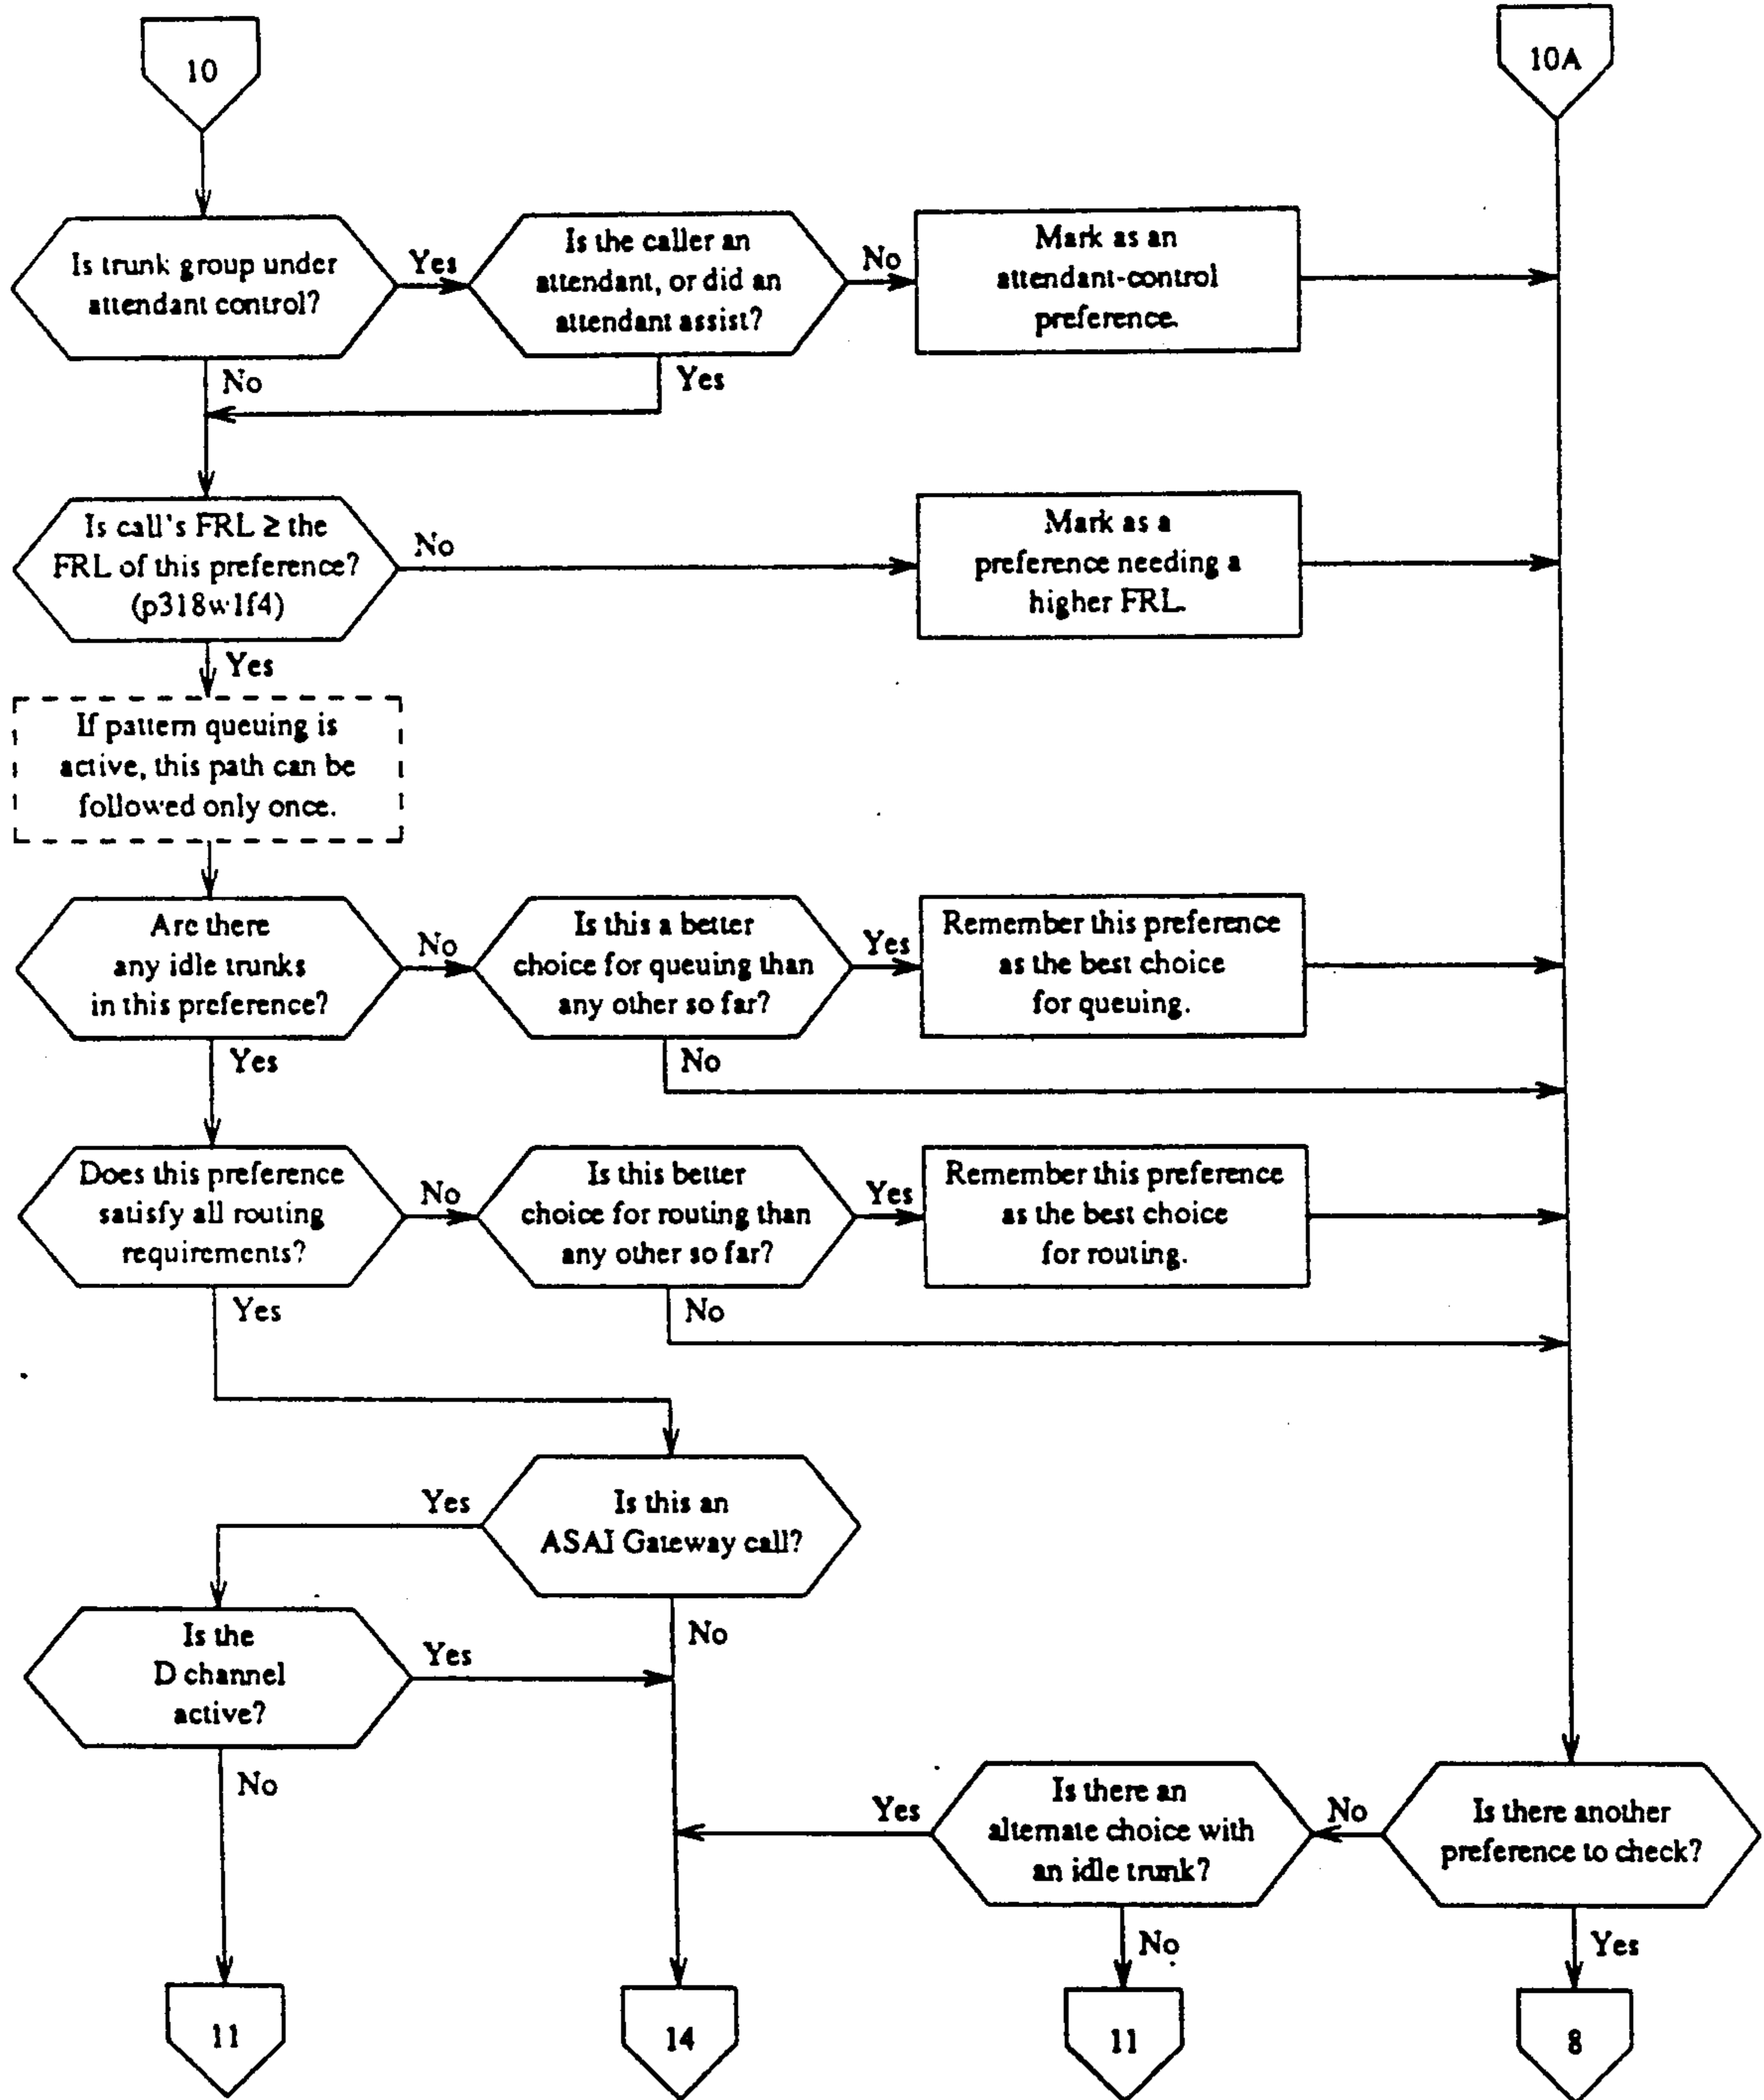 10
10A
Is trunk group under
attendant control?
Yes
No
Is the caller an
attendant, or did an
attendant assist?
No
Yes
Mark as an
attendant-control
preference.
Is call's FRL ≥ the
FRL of this preference?
(p318w1f4)
No
Yes
Mark as a
preference needing a
higher FRL.
If pattern queuing is
active, this path can be
followed only once.
Are there
any idle trunks
in this preference?
No
Yes
Is this a better
choice for queuing than
any other so far?
Yes
No
Remember this preference
as the best choice
for queuing.
Does this preference
satisfy all routing
requirements?
No
Yes
Is this better
choice for routing than
any other so far?
Yes
No
Remember this preference
as the best choice
for routing.
Is this an
ASAI Gateway call?
Yes
No
Is the
D channel
active?
Yes
No
Is there another
preference to check?
No
Yes
Is there an
alternate choice with
an idle trunk?
Yes
No
11
14
11
8